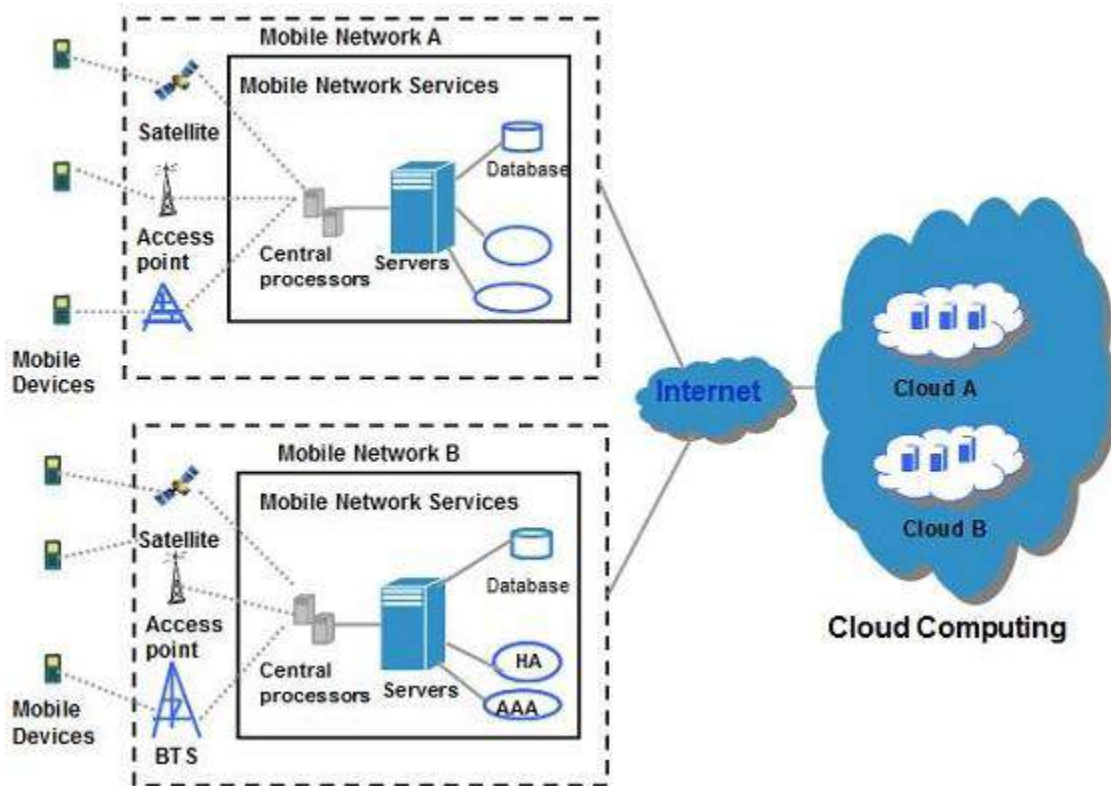 Mobile Network A
Mobile Network Services
Satellite
Database
Access
point
Central
processors
Servers
Mobile
Devices
Internet
Cloud A
Cloud B
Cloud Computing
Mobile Network B
Mobile Network Services
Satellite
Database
Access
point
Central
processors
Servers
HA
AAA
Mobile
Devices
BTS